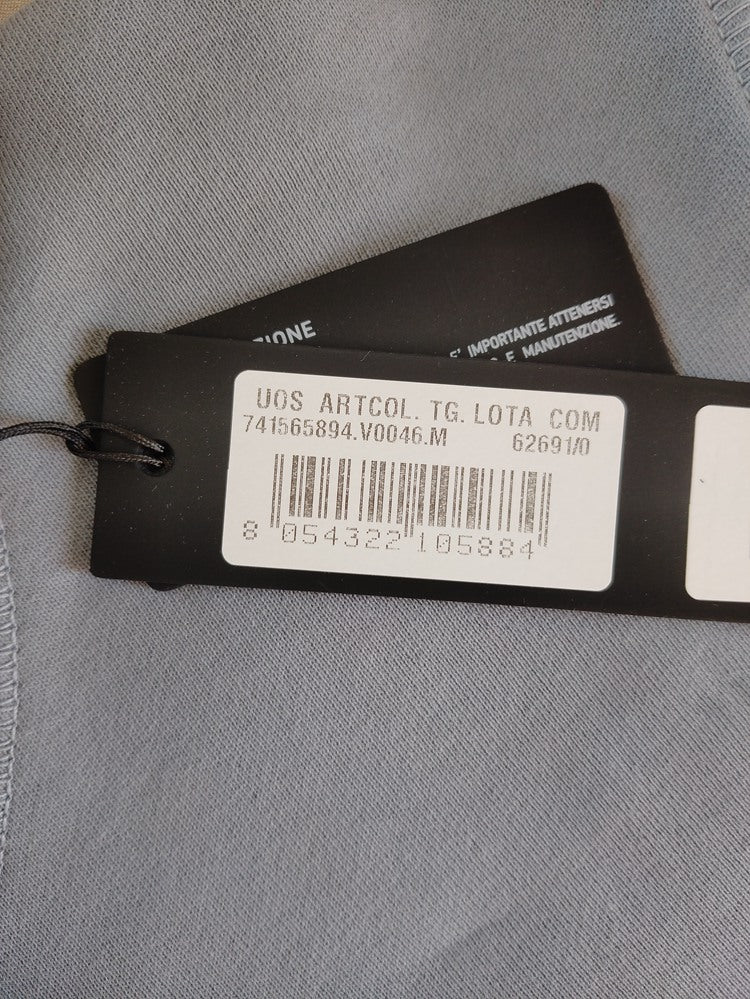 ZIONE
E' IMPORTANTE ATTENERSI
E MANUTENZIONE.
UOS ARTCOL. TG. LOTA COM
741565894.V0046.M 62691/0
8 054322 105884